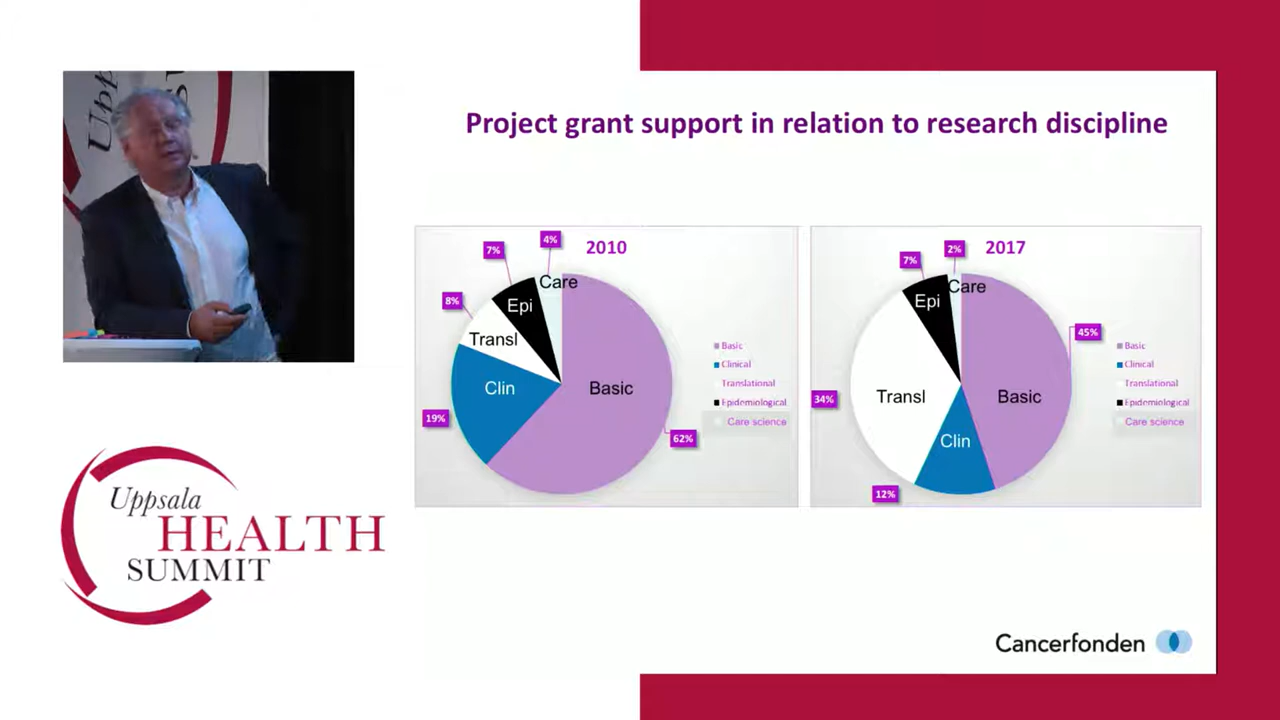 Project grant support in relation to research discipline
2010
4%
7%
8%
19%
62%
Care
Epi
Transl
Clin
Basic
Basic
Clinical
Translational
Epidemiological
Care science
2017
2%
7%
45%
34%
12%
Care
Epi
Transl
Basic
Clin
Basic
Clinical
Translational
Epidemiological
Care science
Uppsala
HEALTH
SUMMIT
Cancerfonden